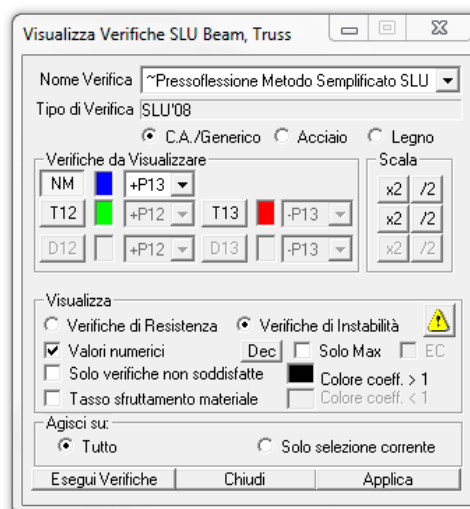 Visualizza Verifiche SLU Beam, Truss
Nome Verifica ~Pressoflessione Metodo Semplificato SLU
Tipo di Verifica SLU'08
C.A./Generico Acciaio Legno
Verifiche da Visualizzare Scala
NM +P13 x2 /2
T12 +P12 T13 -P13 x2 /2
D12 +P12 D13 -P13 x2 /2
Visualizza
Verifiche di Resistenza Verifiche di Instabilità
Valori numerici Dec Solo Max EC
Solo verifiche non soddisfatte Colore coeff. > 1
Tasso sfruttamento materiale Colore coeff. < 1
Agisci su:
Tutto Solo selezione corrente
Esegui Verifiche Chiudi Applica